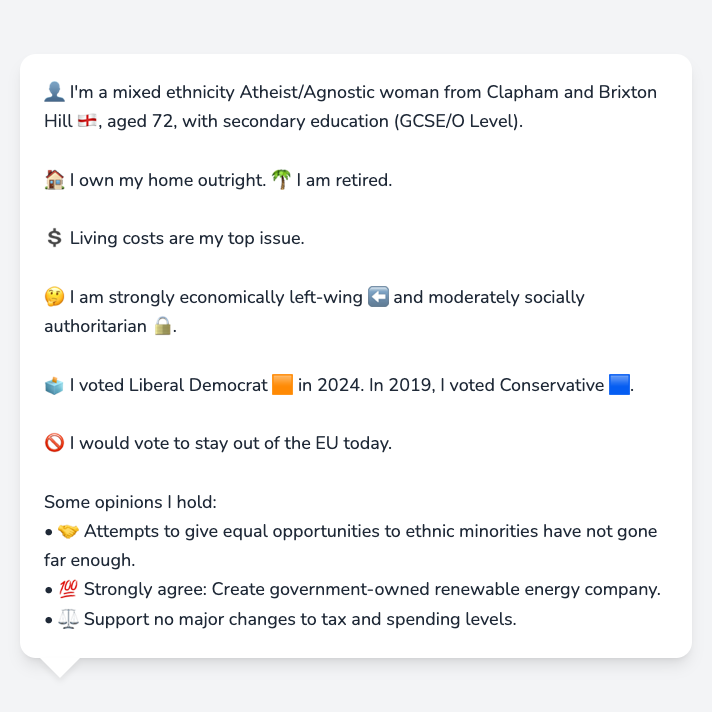 👤 I'm a mixed ethnicity Atheist/Agnostic woman from Clapham and Brixton
Hill 🏴󠁧󠁢󠁥󠁮󠁧󠁿, aged 72, with secondary education (GCSE/O Level).
🏠 I own my home outright. 🌴 I am retired.
💲 Living costs are my top issue.
🤔 I am strongly economically left-wing ⬅️ and moderately socially
authoritarian 🔒.
🗳️ I voted Liberal Democrat 🟧 in 2024. In 2019, I voted Conservative 🟦.
🚫 I would vote to stay out of the EU today.
Some opinions I hold:
• 🤝 Attempts to give equal opportunities to ethnic minorities have not gone
far enough.
• 💯 Strongly agree: Create government-owned renewable energy company.
• ⚖️ Support no major changes to tax and spending levels.